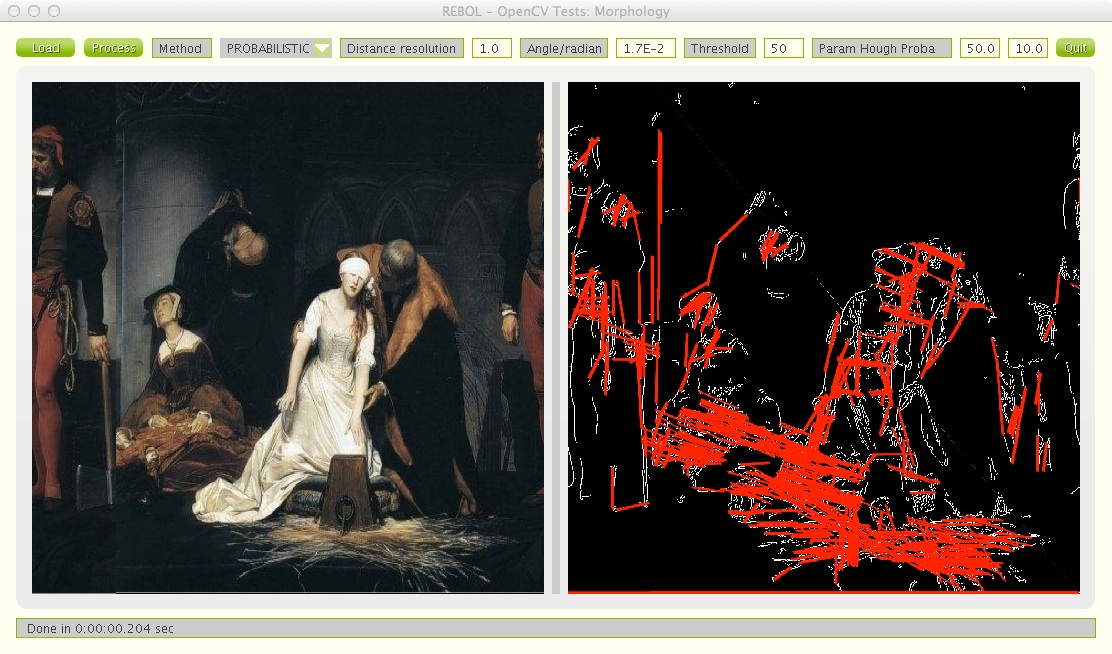 REBOL - OpenCV Tests: Morphology
Load Process Method PROBABILISTIC Distance resolution 1.0 Angle/radian 1.7E-2 Threshold 50 Param Hough Proba 50.0 10.0 Quit
Done in 0:00:00.204 sec